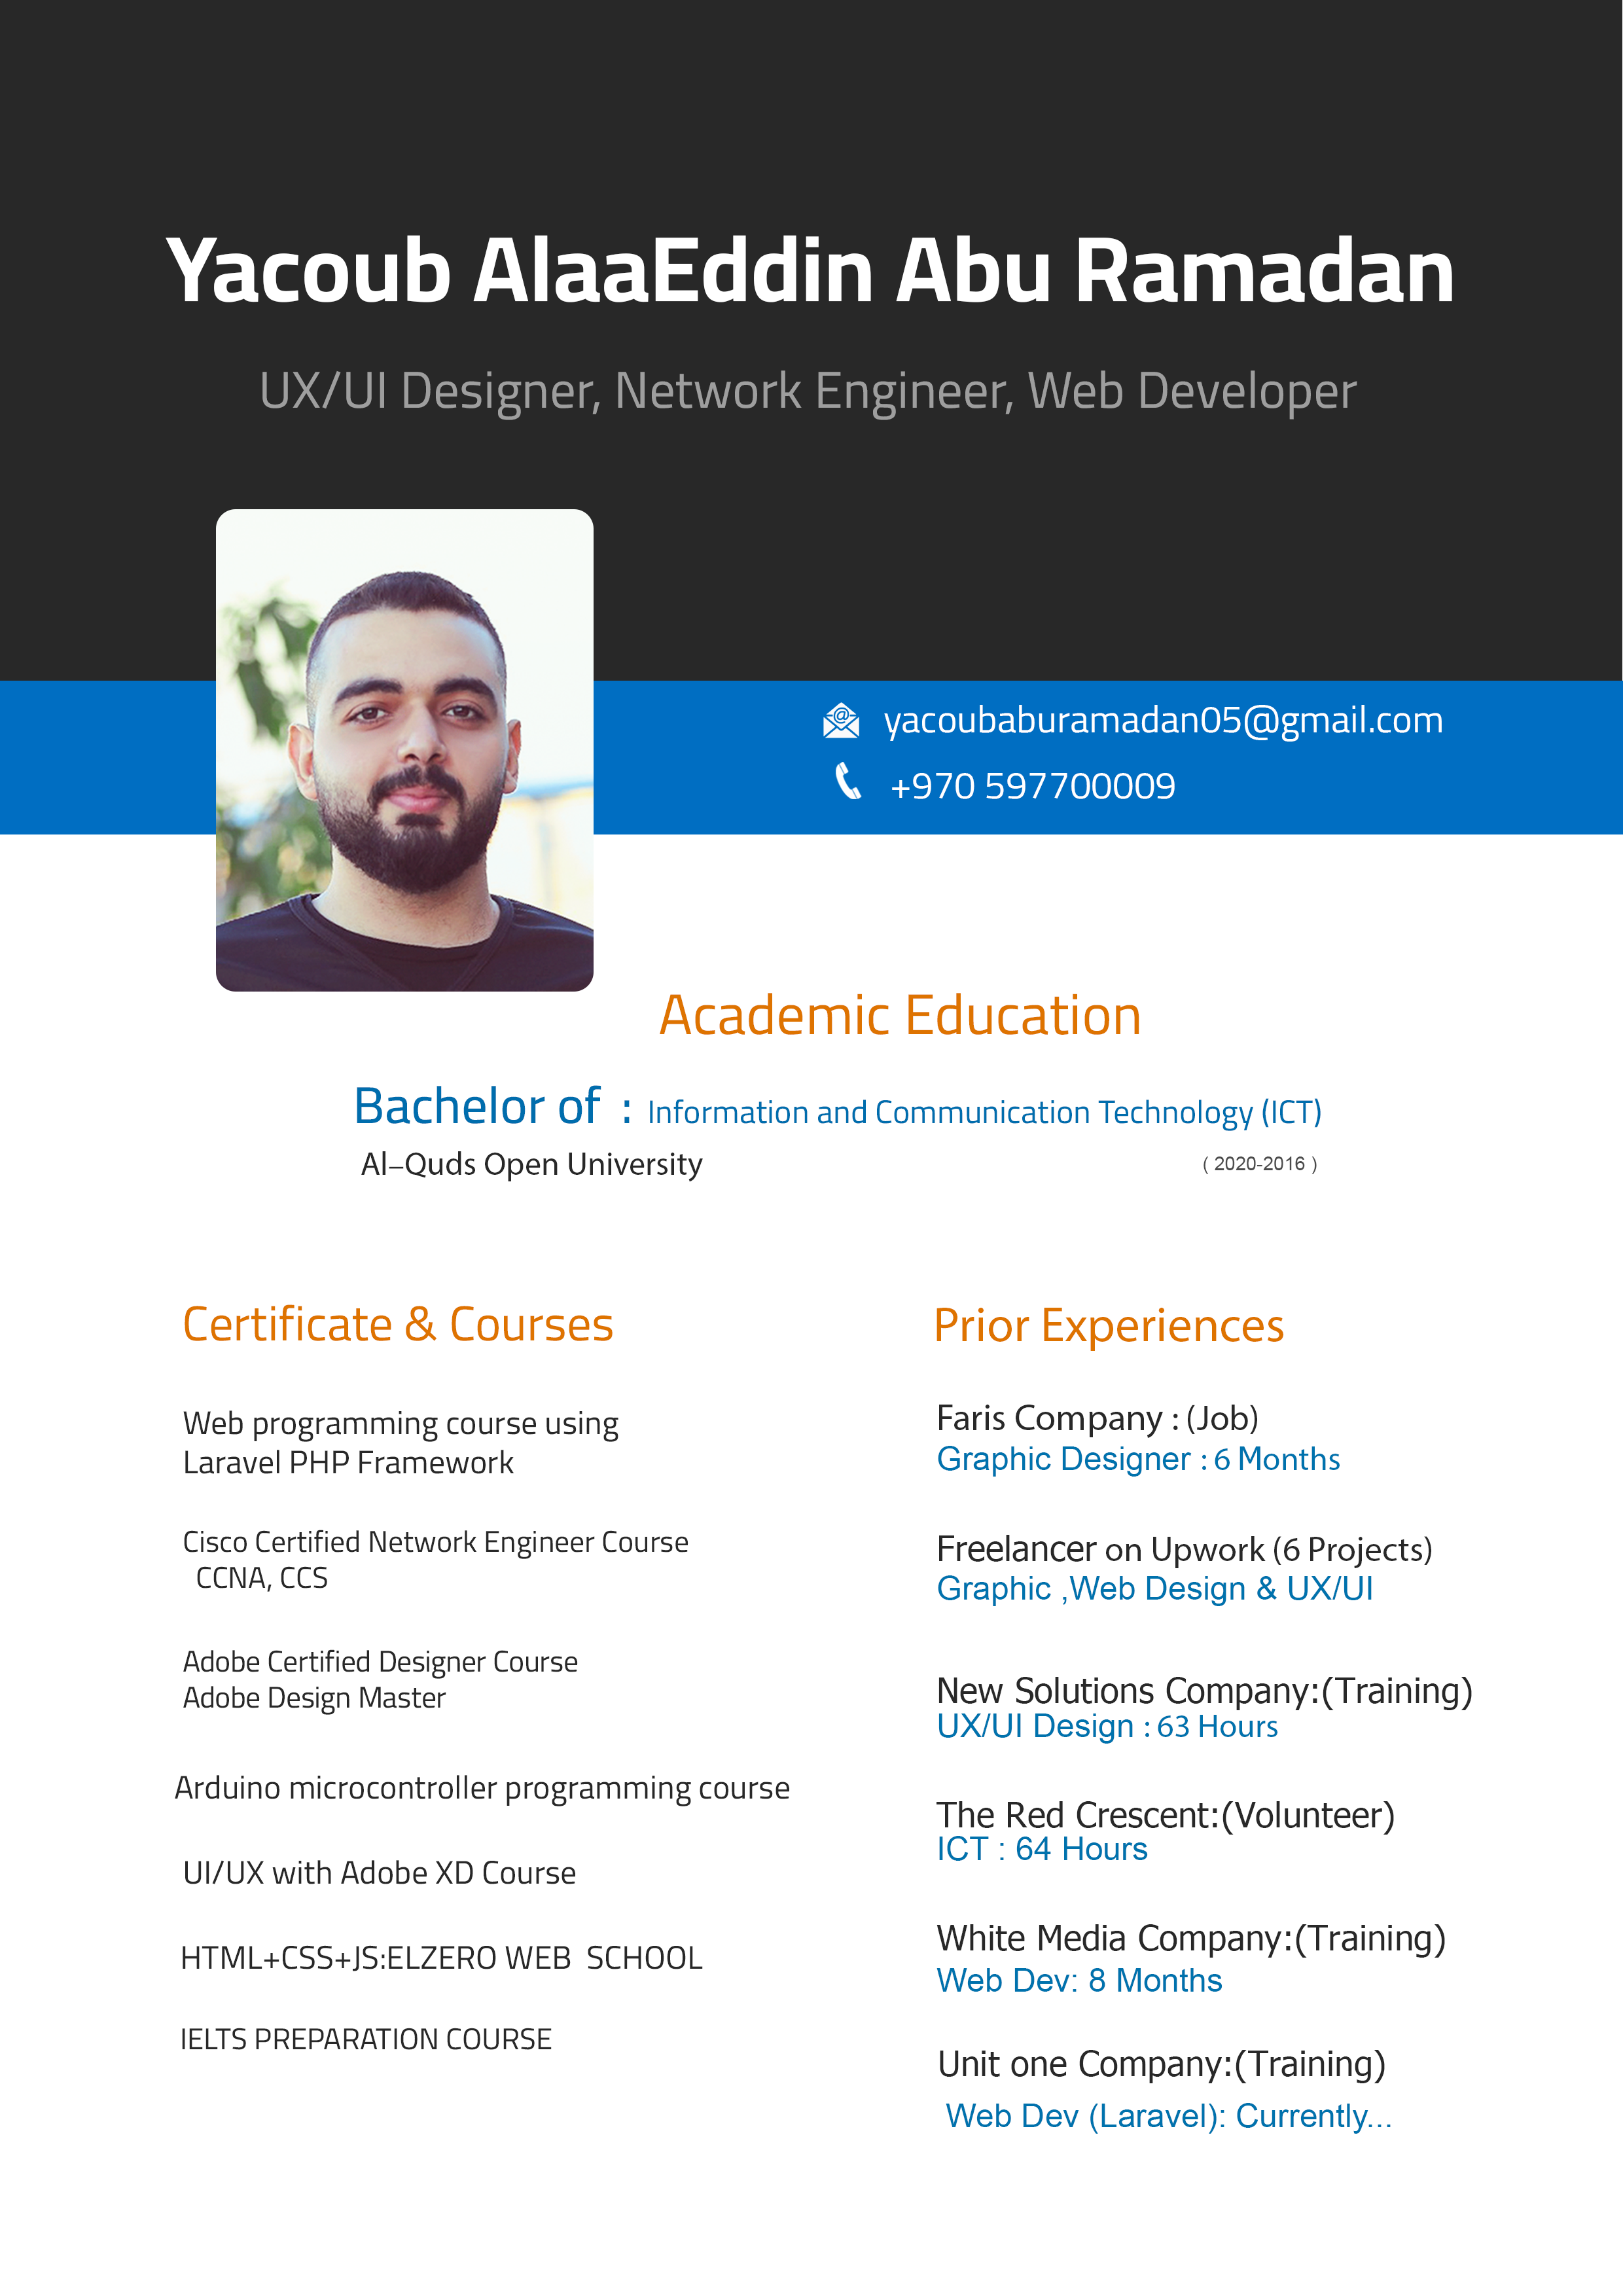 Yacoub AlaaEddin Abu Ramadan
UX/UI Designer, Network Engineer, Web Developer
yacoubaburamadan05@gmail.com
+970 597700009
Academic Education
Bachelor of : Information and Communication Technology (ICT)
Al-Quds Open University ( 2020-2016 )
Certificate & Courses
Web programming course using
Laravel PHP Framework
Cisco Certified Network Engineer Course
CCNA, CCS
Adobe Certified Designer Course
Adobe Design Master
Arduino microcontroller programming course
UI/UX with Adobe XD Course
HTML+CSS+JS:ELZERO WEB SCHOOL
IELTS PREPARATION COURSE
Prior Experiences
Faris Company : (Job)
Graphic Designer : 6 Months
Freelancer on Upwork (6 Projects)
Graphic ,Web Design & UX/UI
New Solutions Company:(Training)
UX/UI Design : 63 Hours
The Red Crescent:(Volunteer)
ICT : 64 Hours
White Media Company:(Training)
Web Dev: 8 Months
Unit one Company:(Training)
Web Dev (Laravel): Currently...